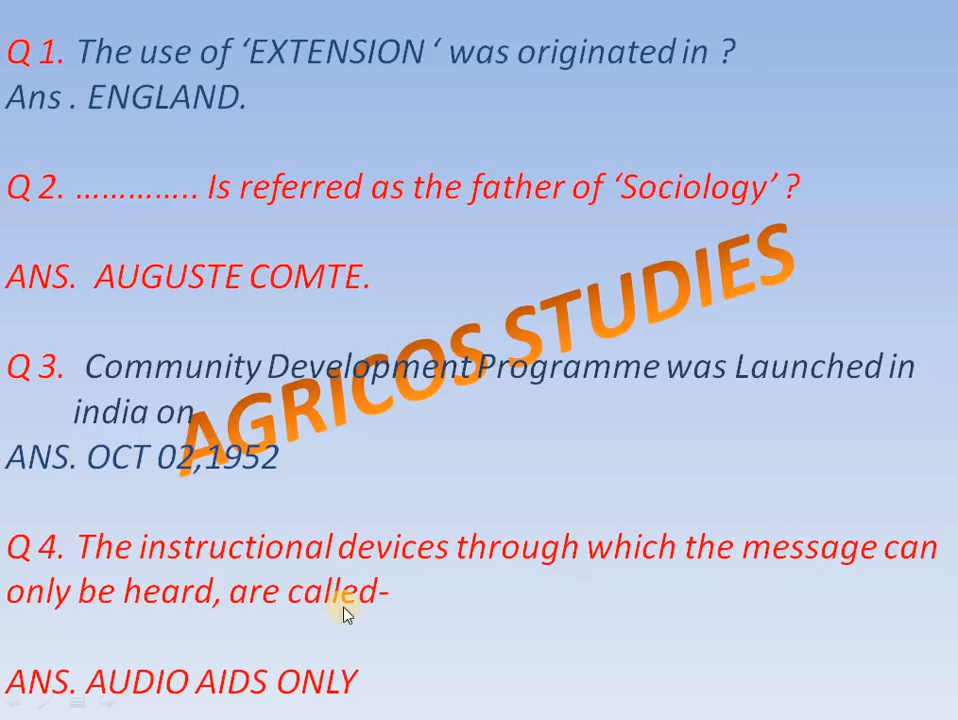 Q 1. The use of ‘EXTENSION ‘ was originated in ?
Ans . ENGLAND.
Q 2. ………….. Is referred as the father of ‘Sociology’ ?
ANS. AUGUSTE COMTE.
AGRICOS STUDIES
Q 3. Community Development Programme was Launched in
india on
ANS. OCT 02,1952
Q 4. The instructional devices through which the message can
only be heard, are called-
ANS. AUDIO AIDS ONLY